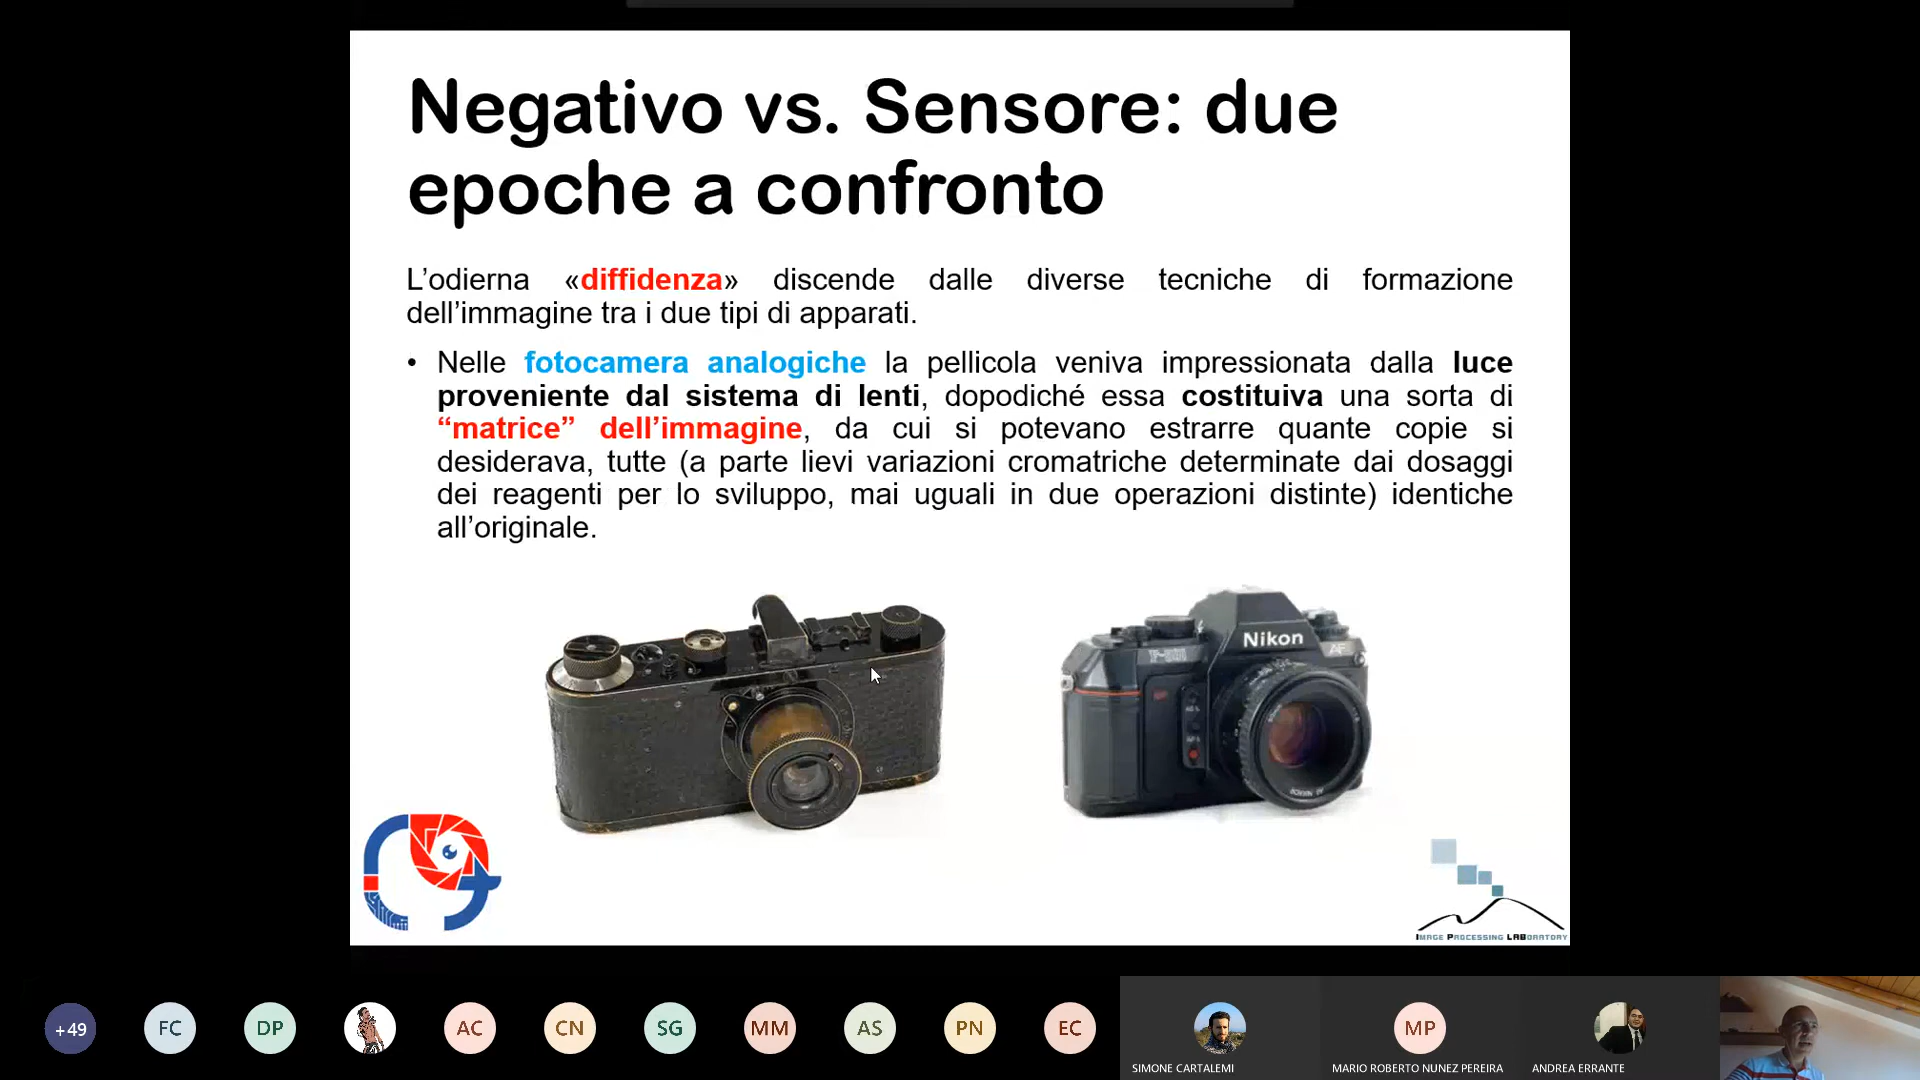 Negativo vs. Sensore: due
epoche a confronto
L’odierna «diffidenza» discende dalle diverse tecniche di formazione
dell’immagine tra i due tipi di apparati.
• Nelle fotocamera analogiche la pellicola veniva impressionata dalla luce
proveniente dal sistema di lenti, dopodiché essa costituiva una sorta di
“matrice” dell’immagine, da cui si potevano estrarre quante copie si
desiderava, tutte (a parte lievi variazioni cromatriche determinate dai dosaggi
dei reagenti per lo sviluppo, mai uguali in due operazioni distinte) identiche
all’originale.
Nikon
AF
IMAGE PROCESSING LABORATORY
+49
FC
DP
AC
CN
SG
MM
AS
PN
EC
SIMONE CARTALEMI
MP
MARIO ROBERTO NUNEZ PEREIRA
ANDREA ERRANTE